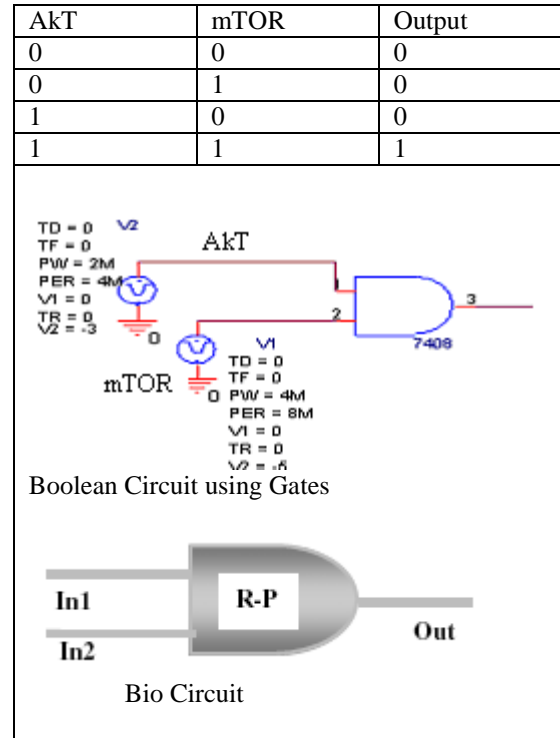 AkT mTOR Output
0 0 0
0 1 0
1 0 0
1 1 1
TD = 0 V2
TF = 0
PW = 2M
PER = 4M
V1 = 0
TR = 0
V2 = -3
AkT
0
1
2
3
7408
mTOR
0
V1
TD = 0
TF = 0
PW = 4M
PER = 8M
V1 = 0
TR = 0
V2 = -5
Boolean Circuit using Gates
In1
R-P
Out
In2
Bio Circuit